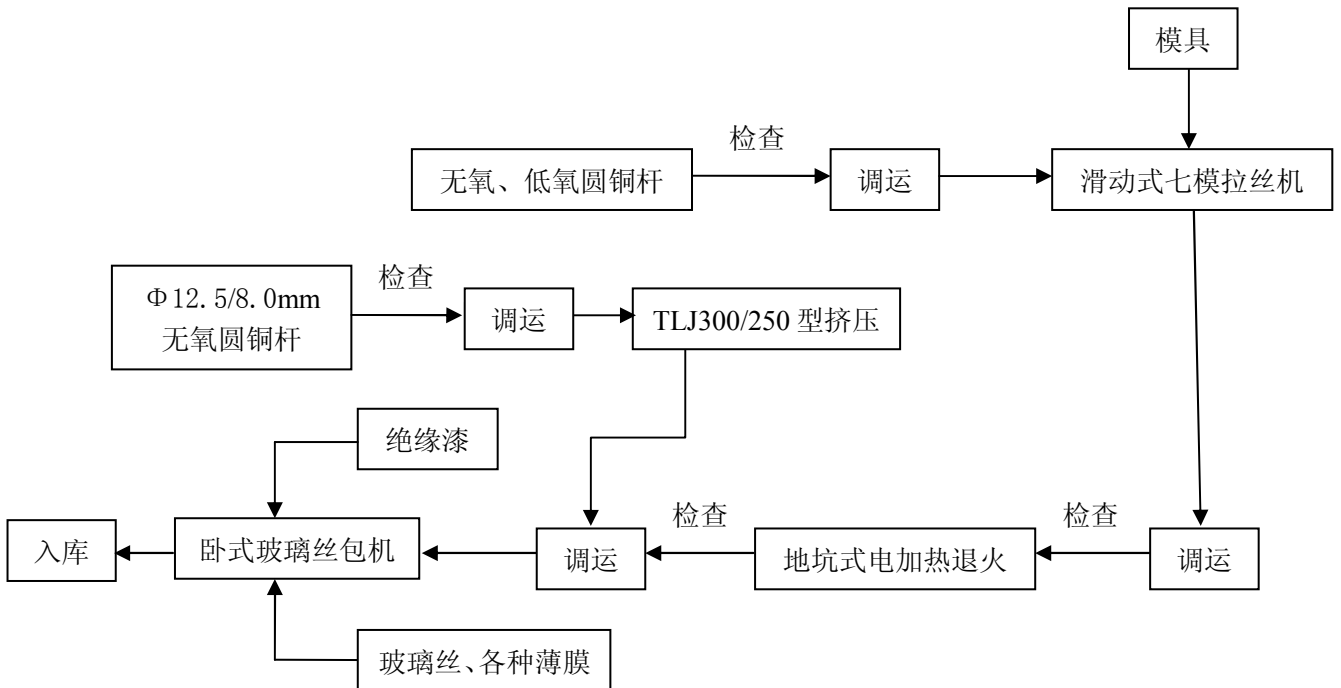 模具
检查
无氧、低氧圆铜杆
调运
滑动式七模拉丝机
Φ12.5/8.0mm
无氧圆铜杆
检查
调运
TLJ300/250 型挤压
绝缘漆
入库
卧式玻璃丝包机
调运
检查
地坑式电加热退火
检查
调运
玻璃丝、各种薄膜